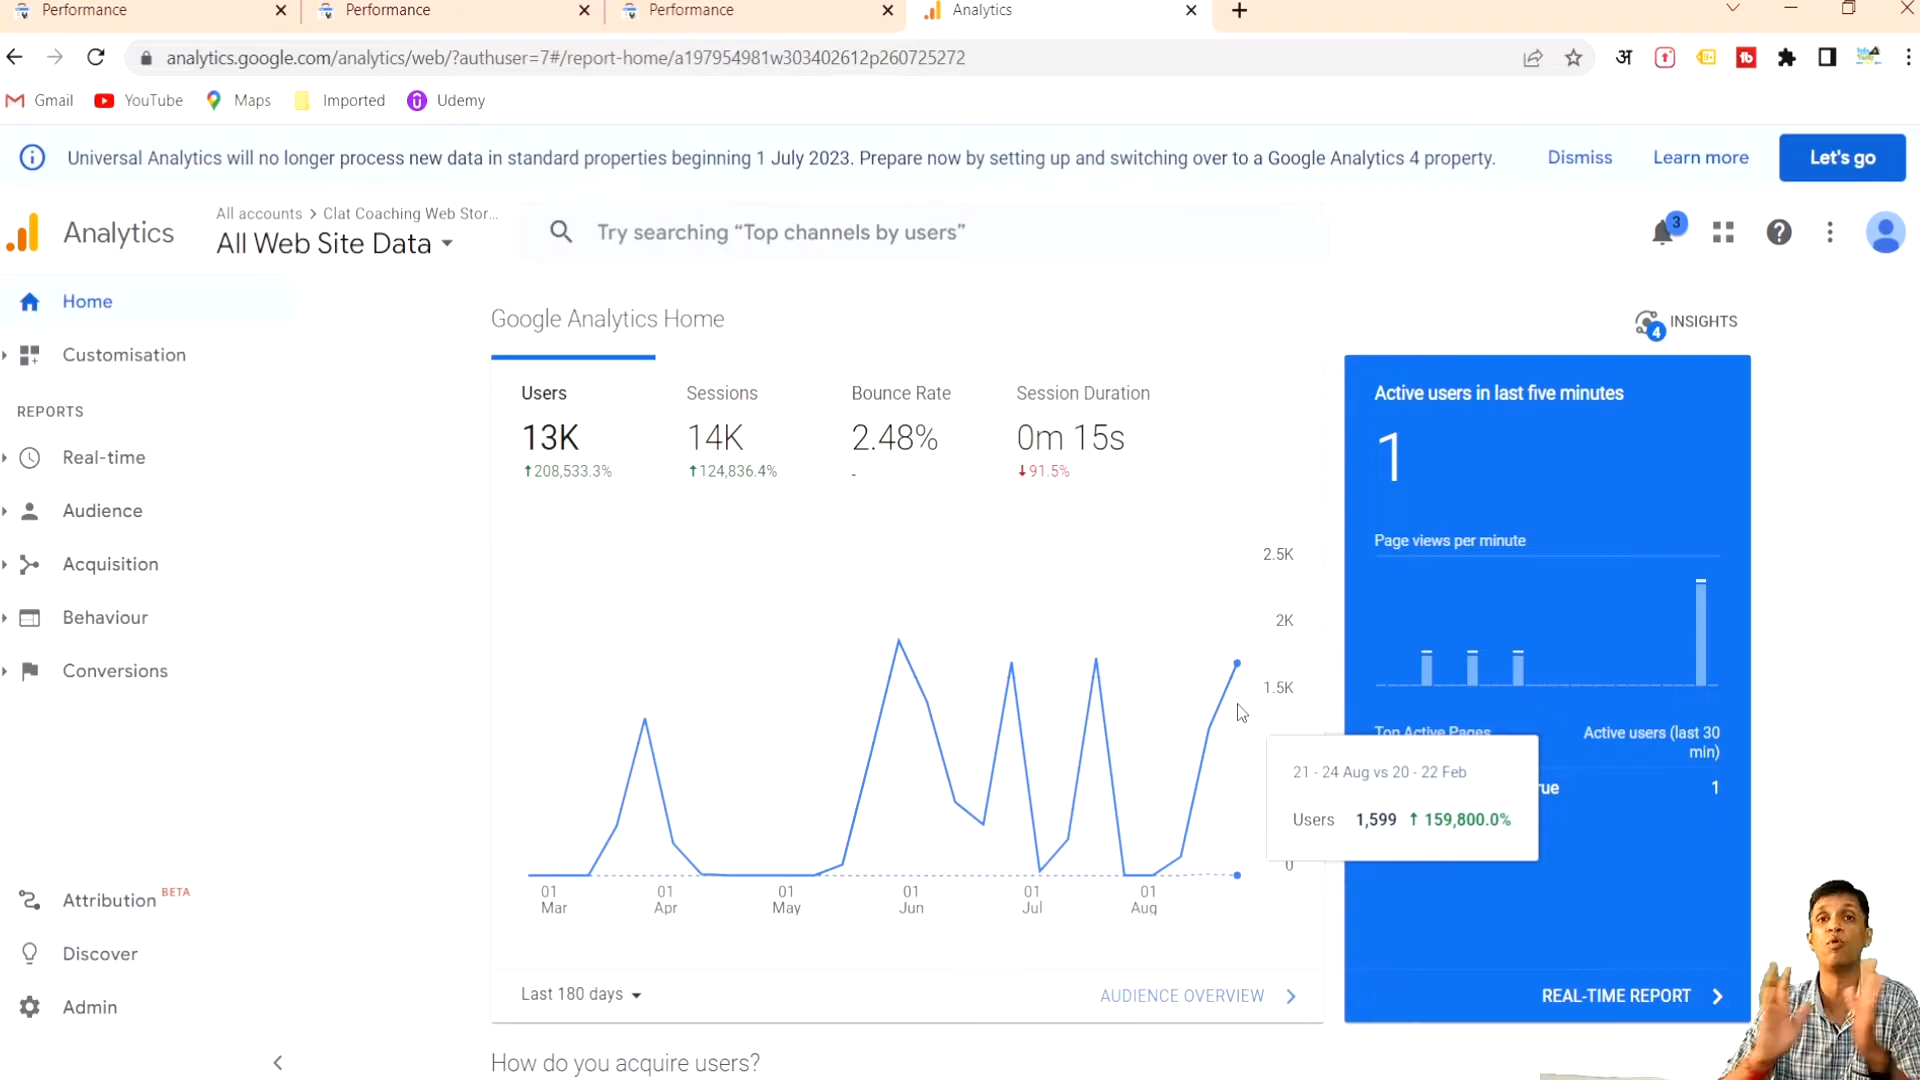 Performance
Performance
Performance
Analytics
analytics.google.com/analytics/web/?authuser=7#/report-home/a197954981w303402612p260725272
अ
tb
Gmail
YouTube
Maps
Imported
Udemy
Universal Analytics will no longer process new data in standard properties beginning 1 July 2023. Prepare now by setting up and switching over to a Google Analytics 4 property.
Dismiss
Learn more
Let's go
Analytics
All accounts > Clat Coaching Web Stor...
All Web Site Data
Try searching “Top channels by users”
3
Home
Customisation
REPORTS
Real-time
Audience
Acquisition
Behaviour
Conversions
Attribution BETA
Discover
Admin
Google Analytics Home
4 INSIGHTS
Users
13K
208,533.3%
Sessions
14K
124,836.4%
Bounce Rate
2.48%
-
Session Duration
0m 15s
91.5%
2.5K
2K
1.5K
0
01 Mar
01 Apr
01 May
01 Jun
01 Jul
01 Aug
21 - 24 Aug vs 20 - 22 Feb
Users 1,599 159,800.0%
Last 180 days
AUDIENCE OVERVIEW
Active users in last five minutes
1
Page views per minute
Top Active Pages
Active users (last 30
min)
rue
1
REAL-TIME REPORT
How do you acquire users?